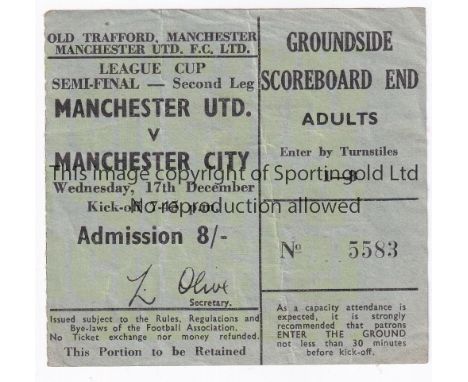 OLD TRAFFORD, MANCHESTER
MANCHESTER UTD. F.C. LTD.
LEAGUE CUP
SEMI-FINAL — Second Leg
MANCHESTER UTD.
V
MANCHESTER CITY
Wednesday, 17th December
Kick-off 7-45 p.m.
Admission 8/-
L. Olive
Secretary.
Issued subject to the Rules, Regulations and
Bye-laws of the Football Association.
No Ticket exchange nor money refunded.
This Portion to be Retained
GROUNDSIDE
SCOREBOARD END
ADULTS
Enter by Turnstiles
No 5583
As a capacity attendance is
expected, it is strongly
recommended that patrons
ENTER THE GROUND
not less than 30 minutes
before kick-off.
This image copyright of Sportingold Ltd
No reproduction allowed